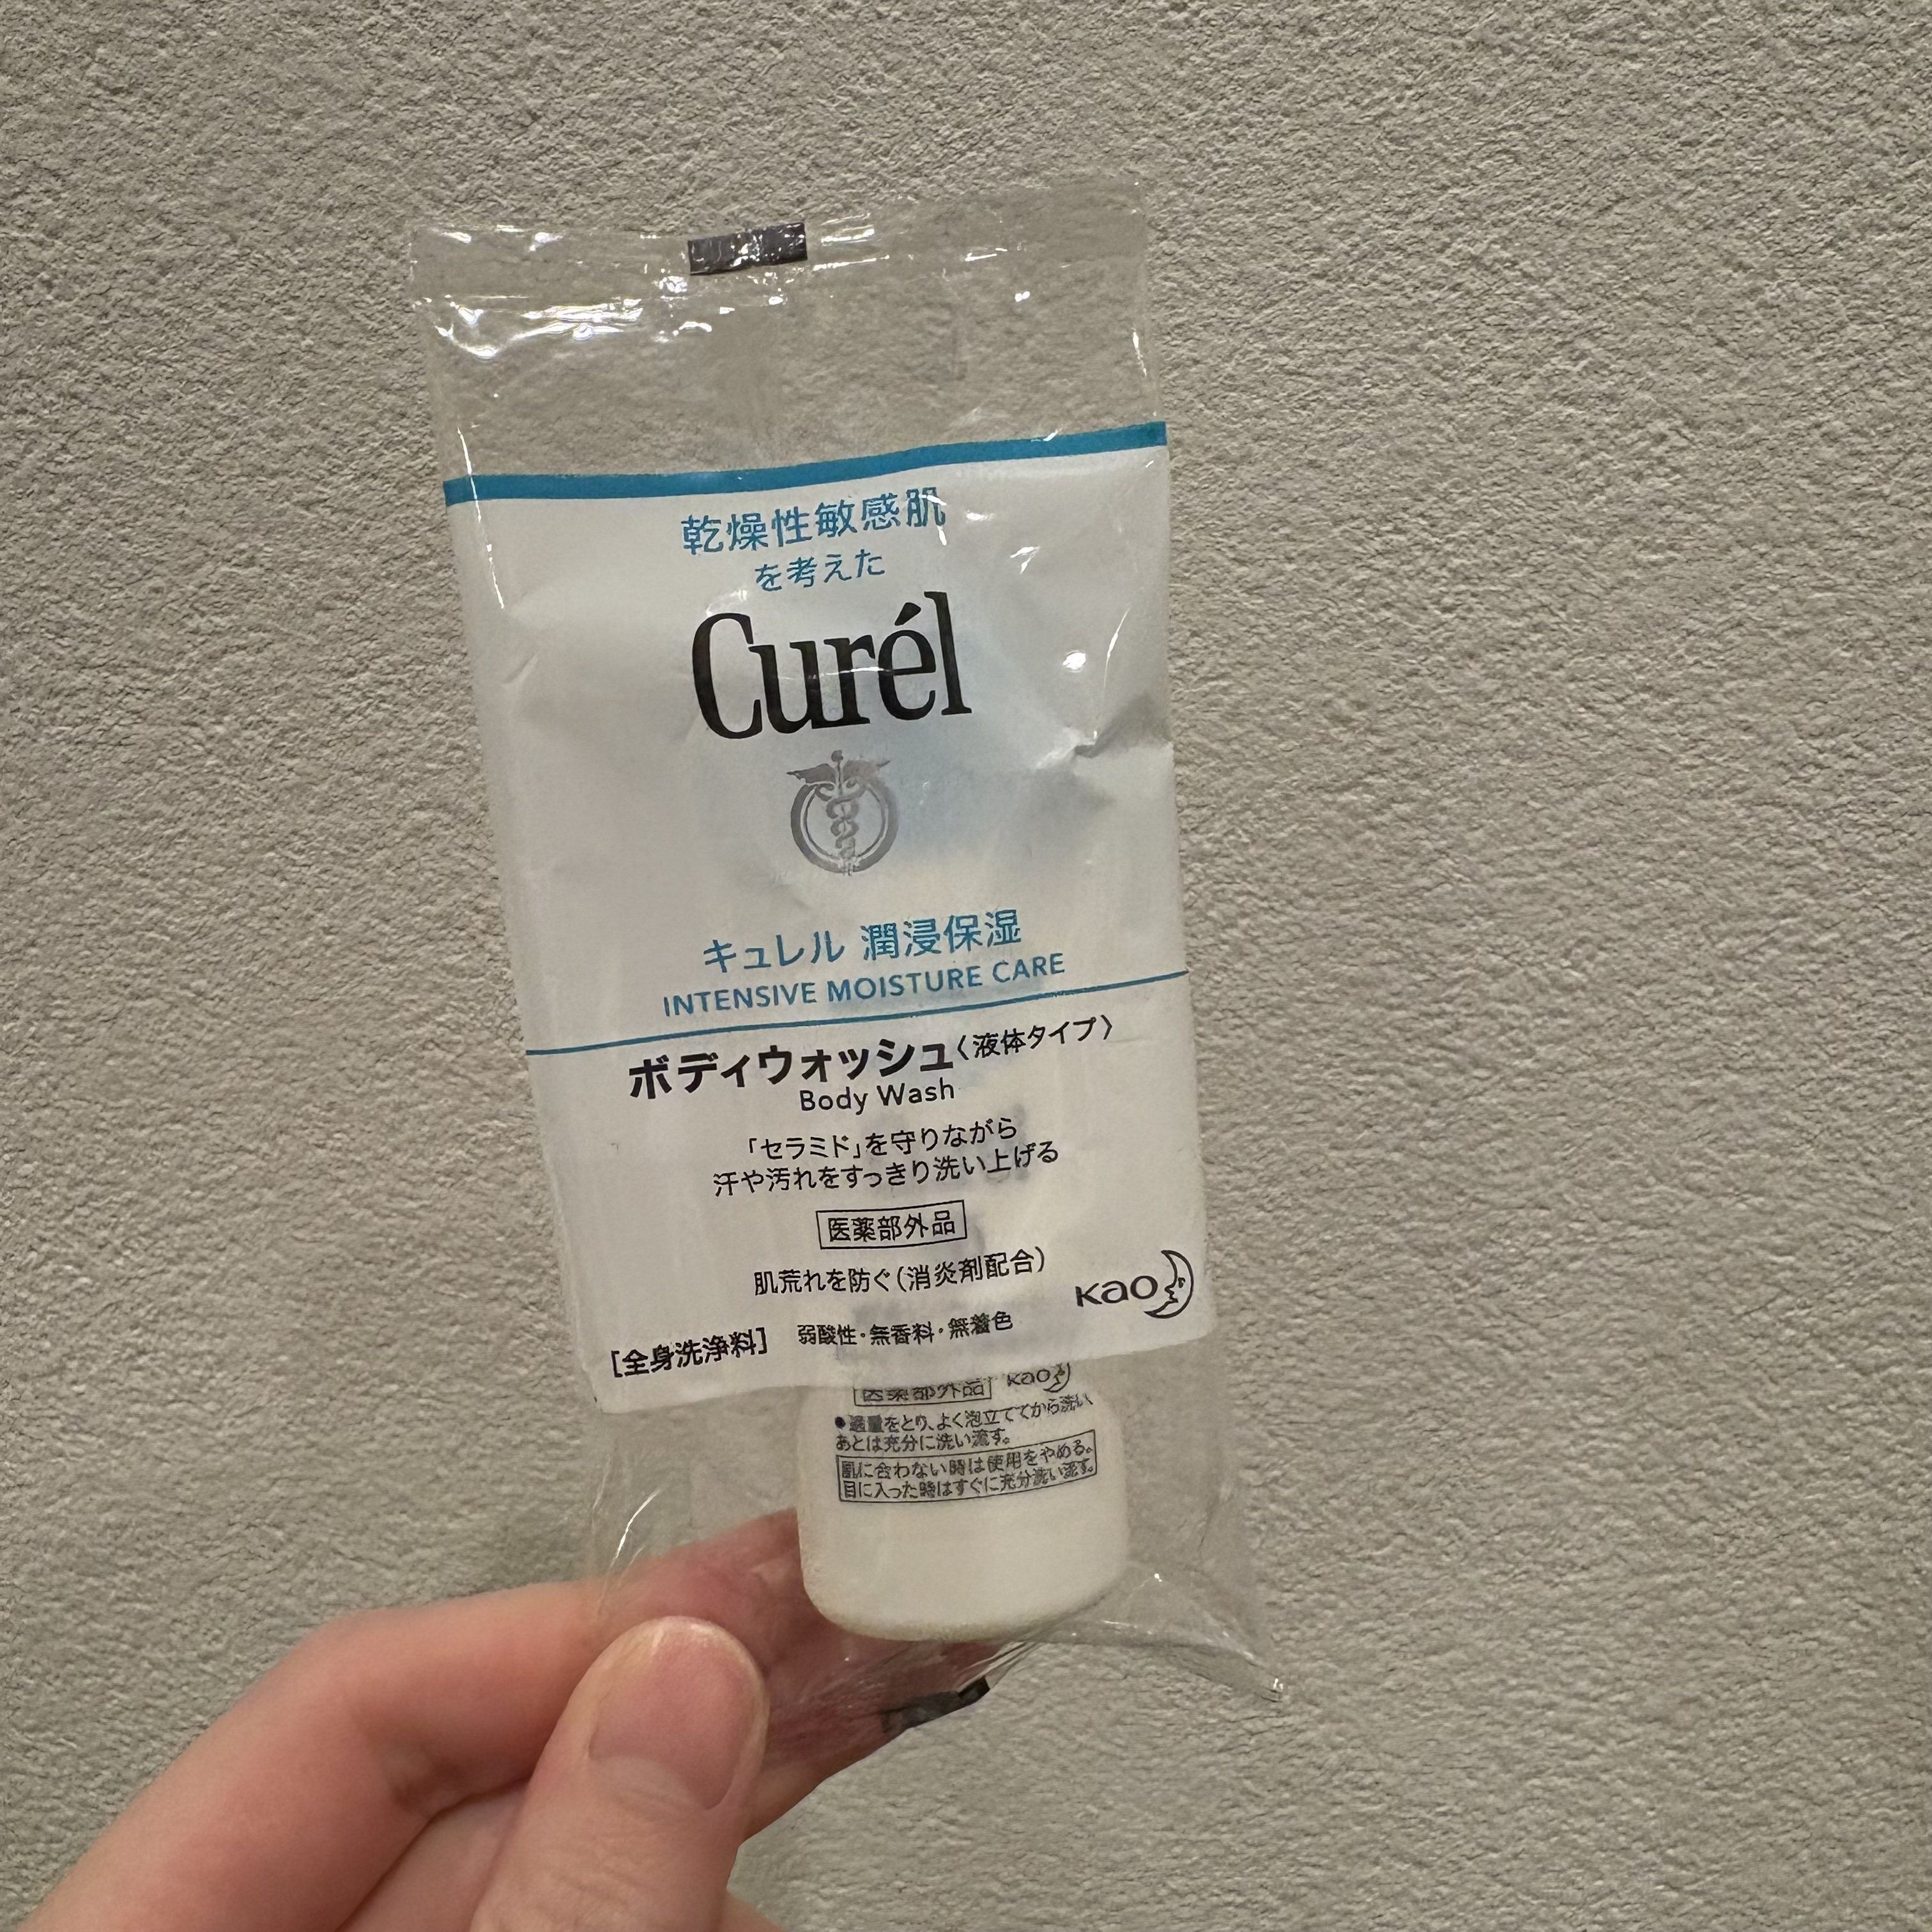 乾燥性敏感肌
を考えた
Curél
キュレル 潤浸保湿
INTENSIVE MOISTURE CARE
ボディウォッシュ〈液体タイプ〉
Body Wash
「セラミド」を守りながら
汗や汚れをすっきり洗い上げる
医薬部外品
肌荒れを防ぐ(消炎剤配合)
kao
[全身洗浄料] 弱酸性・無香料・無着色
医薬部外品 kao
●適量をとり、よく泡立ててから洗い
あとは充分に洗い流す。
肌に合わない時は使用をやめる。
目に入った時はすぐに充分洗い流す。